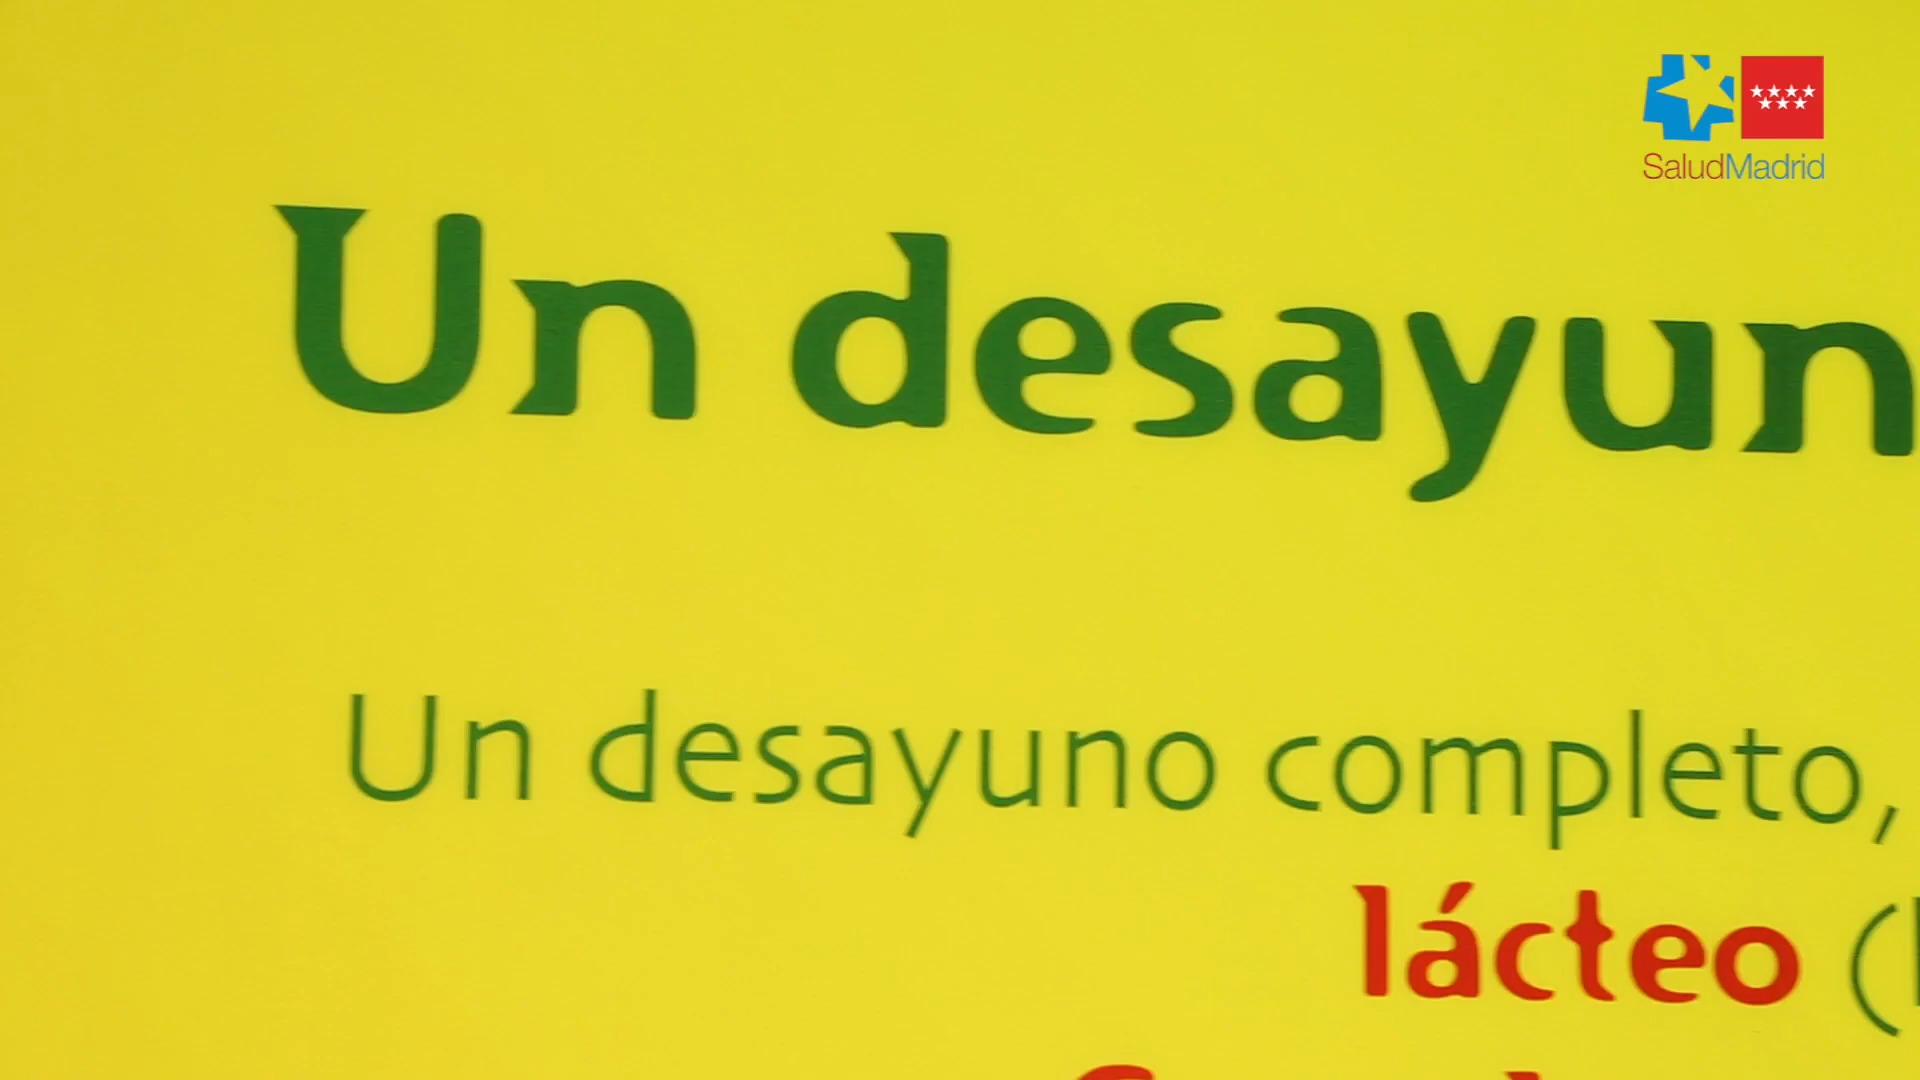 SaludMadrid
Un desayun
Un desayuno completo,
lácteo (